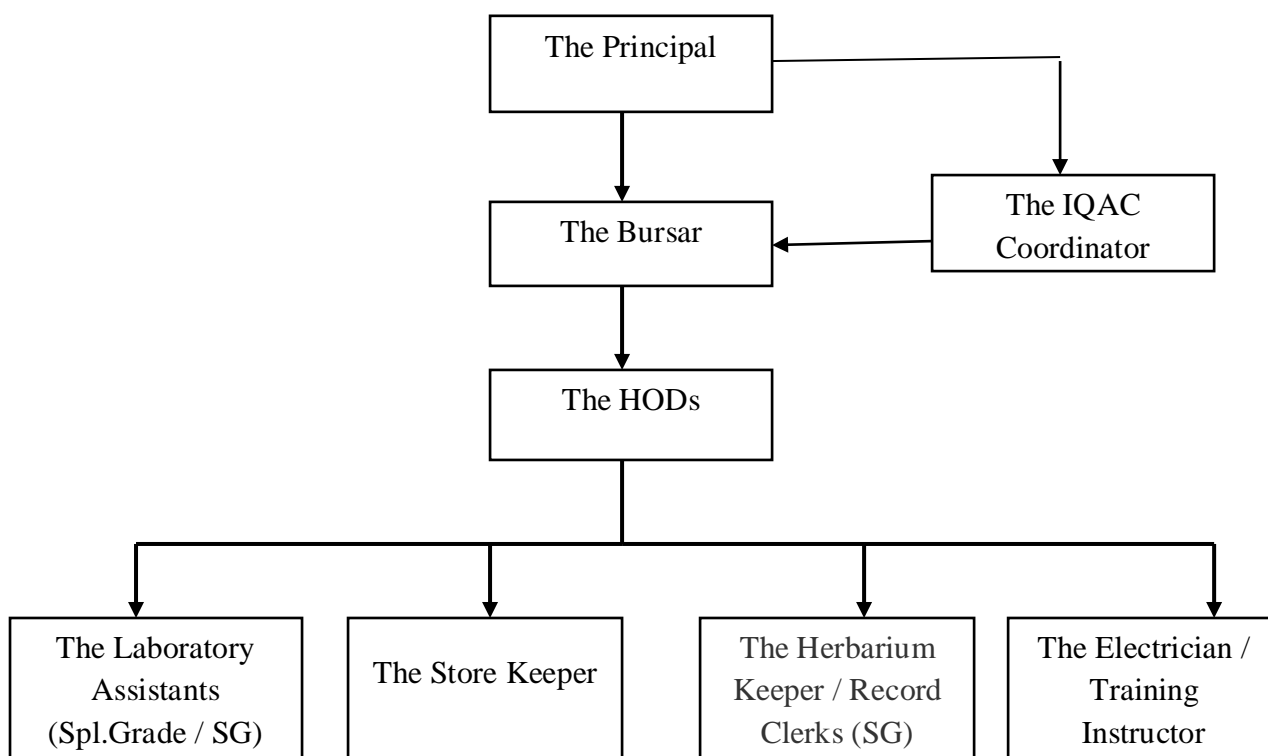 The Principal
The IQAC
Coordinator
The Bursar
The HODs
The Laboratory
Assistants
(Spl.Grade / SG)
The Store Keeper
The Herbarium
Keeper / Record
Clerks (SG)
The Electrician /
Training
Instructor